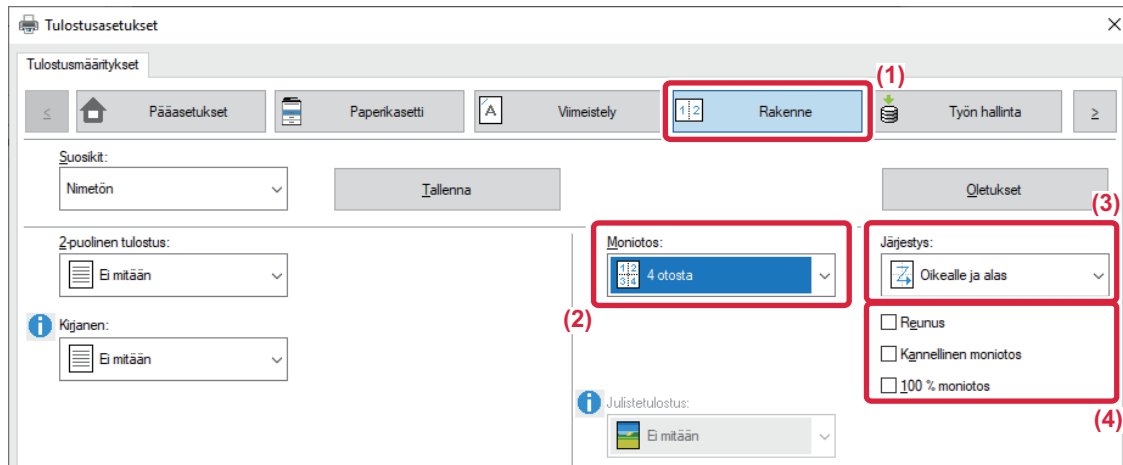 Tulostusasetukset
Tulostusmääritykset
(1)
< Pääasetukset Paperikasetti Viimeistely Rakenne Työn hallinta >
Suosikit:
Nimetön Tallenna Oletukset
(3)
2-puolinen tulostus: Moniotos: Järjestys:
Ei mitään 4 otosta Oikealle ja alas
(2)
Kirjanen: Reunus
Ei mitään Kannellinen moniotos
100 % moniotos
Julistetulostus:
(4)
Ei mitään